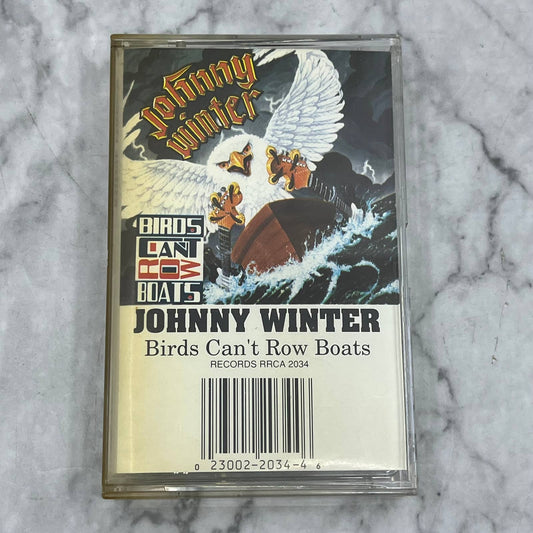 Johnny
Winter
BIRDS
CAN'T
ROW
BOATS.
JOHNNY WINTER
Birds Can't Row Boats
RECORDS RRCA 2034
0 23002-2034-4 6